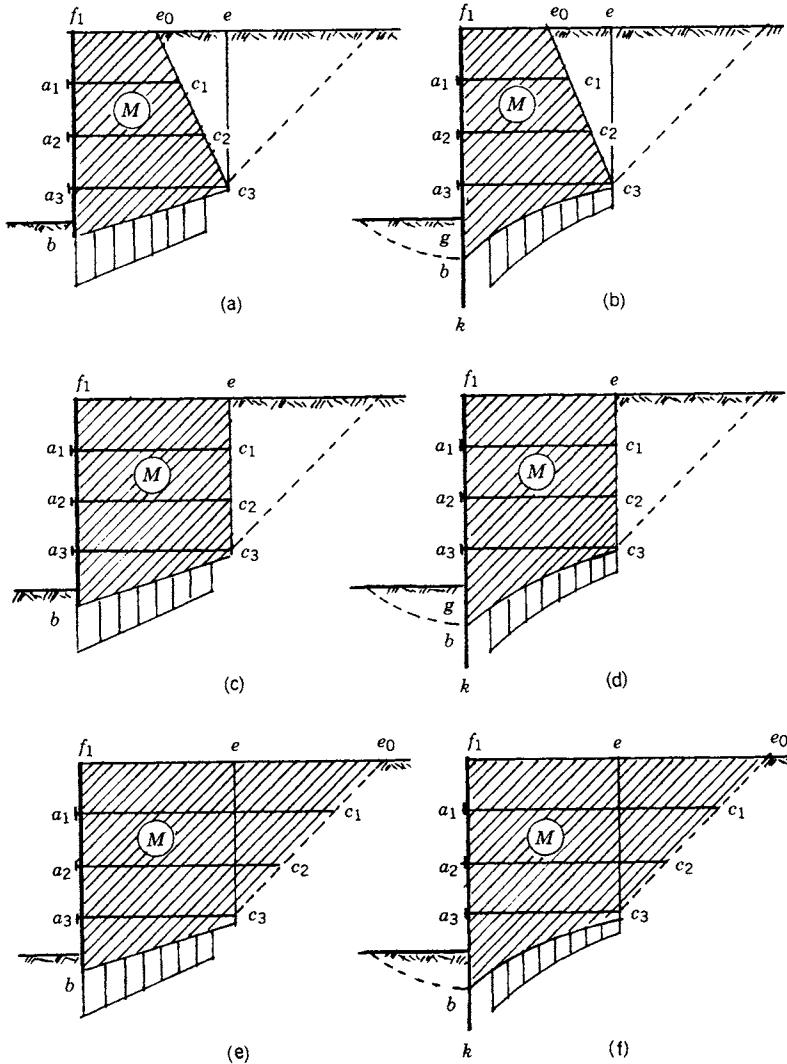 f1 e0 e
a1 c1
M
a2 c2
a3 c3
b
(a)
f1 e0 e
a1 c1
M
a2 c2
a3 c3
g
b
k
(b)
f1 e
a1 c1
M
a2 c2
a3 c3
b
(c)
f1 e
a1 c1
M
a2 c2
a3 c3
g
b
k
(d)
f1 e e0
a1 c1
M
a2 c2
a3 c3
b
(e)
f1 e e0
a1 c1
M
a2 c2
a3 c3
b
k
(f)